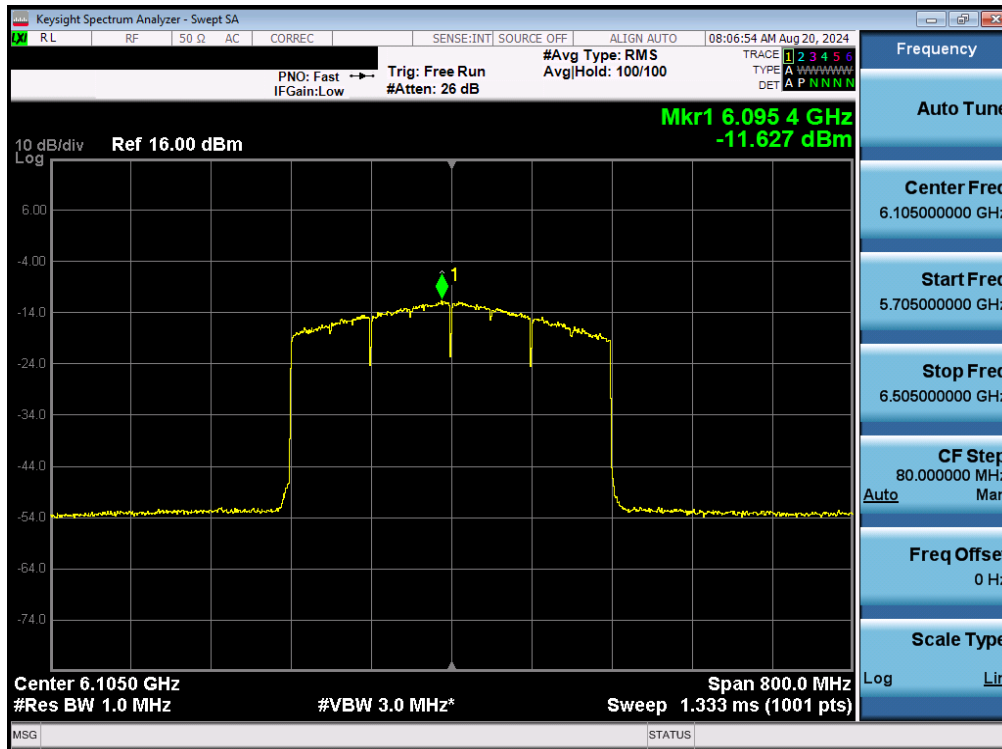 Keysight Spectrum Analyzer - Swept SA
LXI RL RF 50 Ω AC CORREC SENSE:INT SOURCE OFF ALIGN AUTO 08:06:54 AM Aug 20, 2024
PNO: Fast Trig: Free Run #Avg Type: RMS TRACE 1 2 3 4 5 6
IFGain:Low #Atten: 26 dB Avg|Hold: 100/100 TYPE A WWWWW
DET A P N N N N
Mkr1 6.095 4 GHz
-11.627 dBm
10 dB/div Ref 16.00 dBm
Log
6.00
-4.00
-14.0
-24.0
-34.0
-44.0
-54.0
-64.0
-74.0
1
Center 6.1050 GHz Span 800.0 MHz
#Res BW 1.0 MHz #VBW 3.0 MHz* Sweep 1.333 ms (1001 pts)
MSG STATUS
Frequency
Auto Tune
Center Freq
6.105000000 GHz
Start Freq
5.705000000 GHz
Stop Freq
6.505000000 GHz
CF Step
80.000000 MHz
Auto Man
Freq Offset
0 Hz
Scale Type
Log Lin